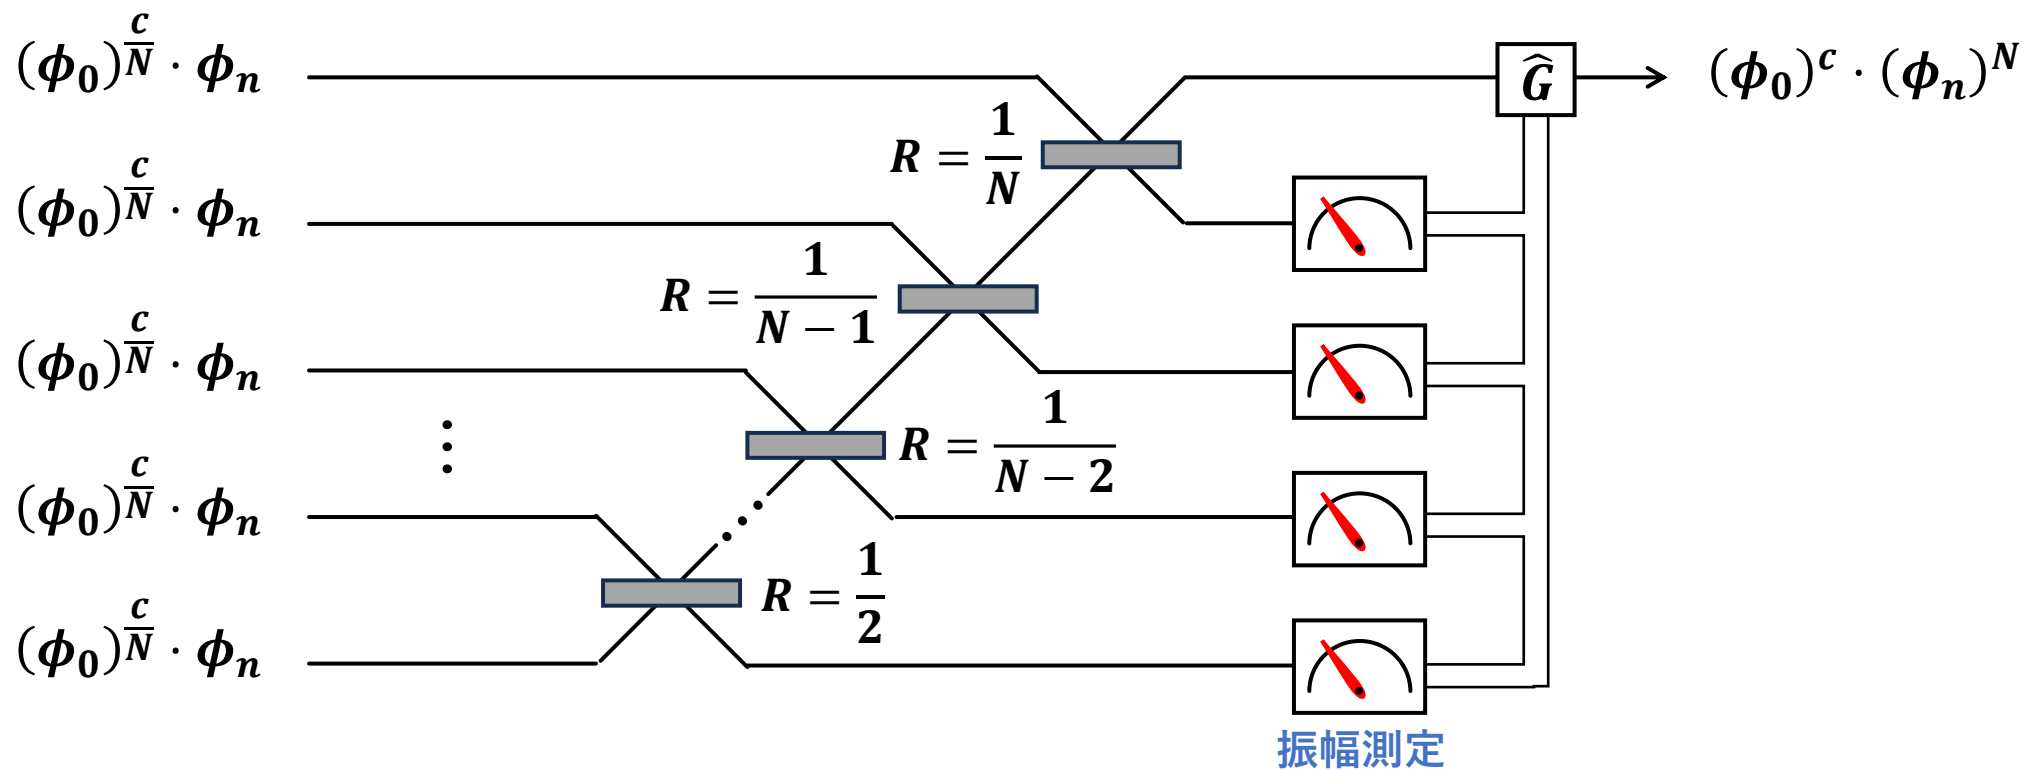 (ϕ₀)^{c/N} · ϕₙ
Ĝ
(ϕ₀)^c · (ϕₙ)^N
R = 1/N
(ϕ₀)^{c/N} · ϕₙ
R = 1/(N − 1)
(ϕ₀)^{c/N} · ϕₙ
⋮
R = 1/(N − 2)
(ϕ₀)^{c/N} · ϕₙ
R = 1/2
(ϕ₀)^{c/N} · ϕₙ
振幅測定